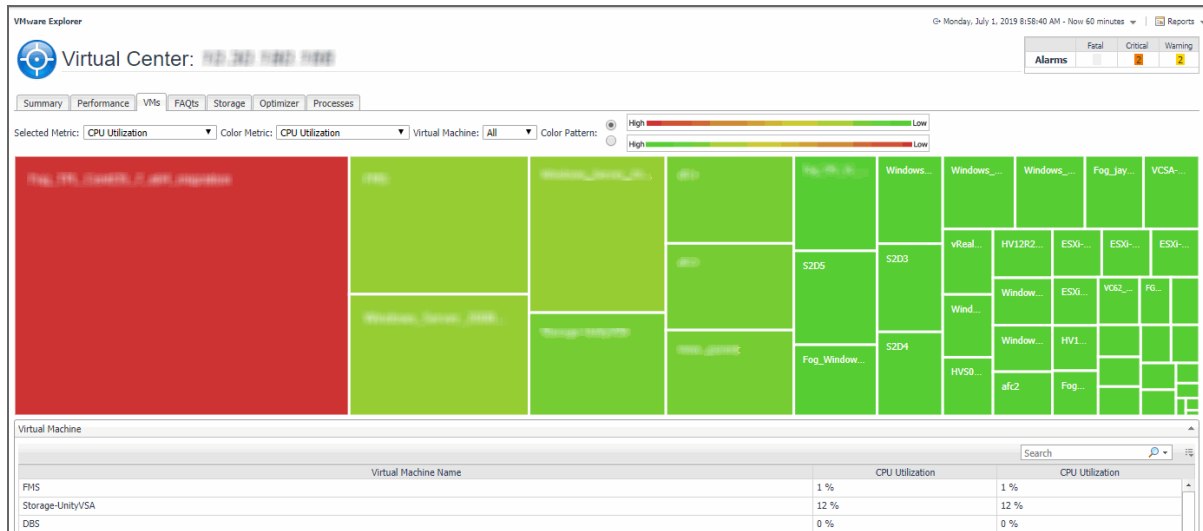 VMware Explorer
Monday, July 1, 2019 8:58:40 AM - Now 60 minutes
Reports
Virtual Center:
Fatal Critical Warning
Alarms 2 2
Summary Performance VMs FAQts Storage Optimizer Processes
Selected Metric: CPU Utilization Color Metric: CPU Utilization Virtual Machine: All Color Pattern:
High Low
High Low
Windows... Windows_... Windows_... Fog_jay... VCSA-...
vReal... HV12R2... ESXi-... ESXi-... ESXi-...
S2D5 S2D3
Window... ESXi... VC62_... FG...
Wind...
Window... HV1...
Fog_Window... S2D4
HVS0... afc2 Fog...
Virtual Machine
Search
Virtual Machine Name CPU Utilization CPU Utilization
FMS 1 % 1 %
Storage-UnityVSA 12 % 12 %
DBS 0 % 0 %